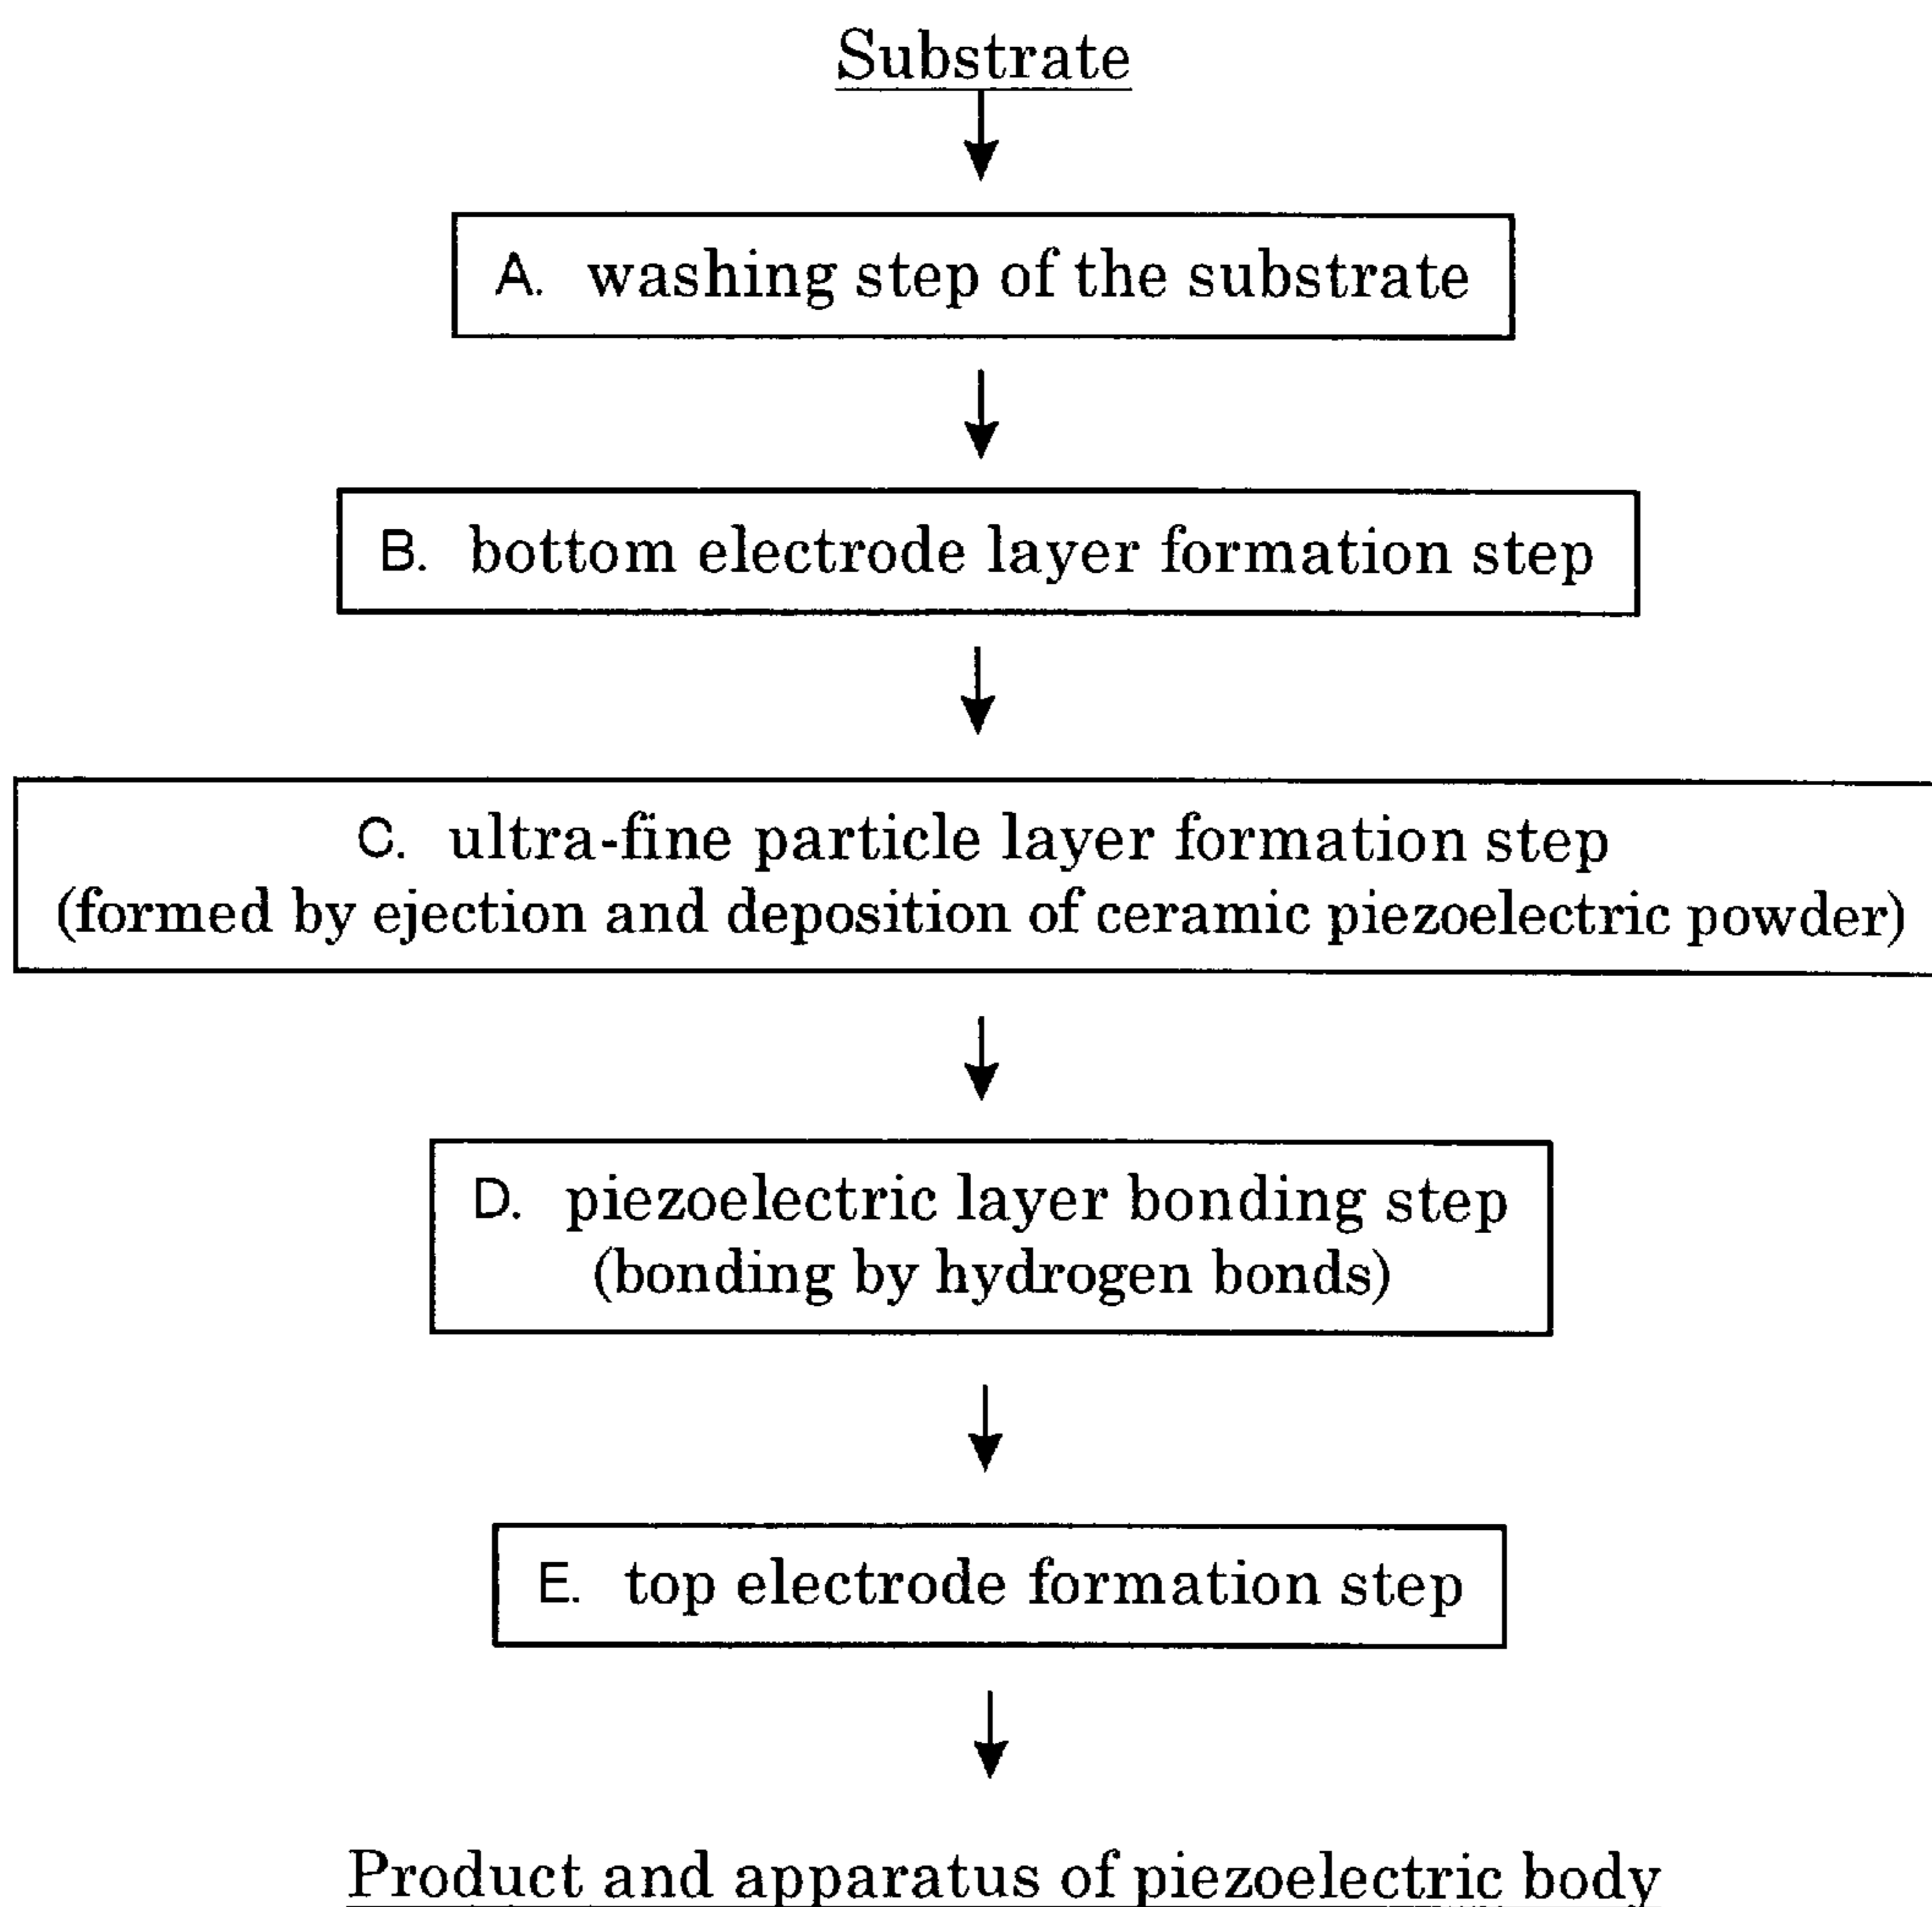 Substrate
A. washing step of the substrate
B. bottom electrode layer formation step
C. ultra-fine particle layer formation step
(formed by ejection and deposition of ceramic piezoelectric powder)
D. piezoelectric layer bonding step
(bonding by hydrogen bonds)
E. top electrode formation step
Product and apparatus of piezoelectric body